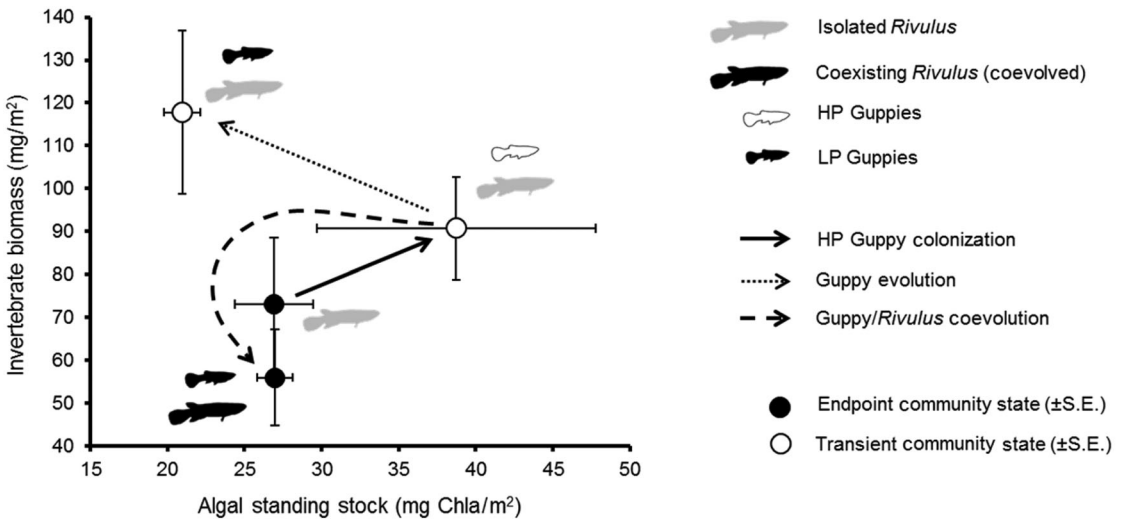 140
130
120
110
100
90
80
70
60
50
40
Invertebrate biomass (mg/m²)
15 20 25 30 35 40 45 50
Algal standing stock (mg Chla/m²)
Isolated Rivulus
Coexisting Rivulus (coevolved)
HP Guppies
LP Guppies
HP Guppy colonization
Guppy evolution
Guppy/Rivulus coevolution
Endpoint community state (±S.E.)
Transient community state (±S.E.)